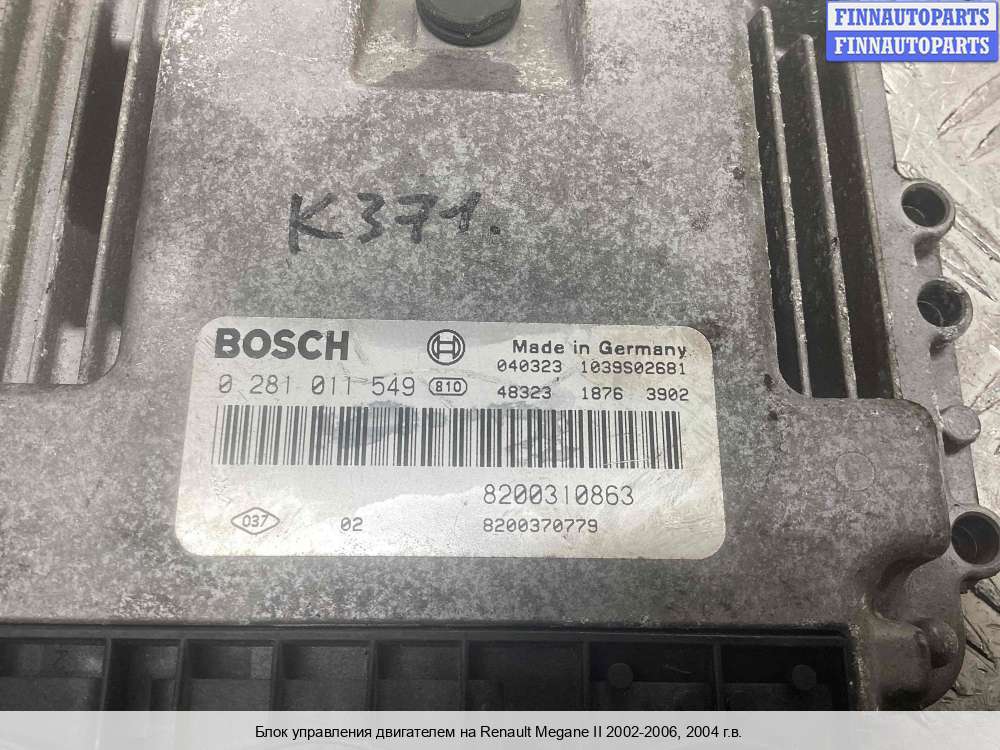 FINNAUTOPARTS
FINNAUTOPARTS
K371.
BOSCH
Made in Germany
040323 1039S02681
0 281 011 549 810
48323 1876 3902
8200310863
037 02 8200370779
Блок управления двигателем на Renault Megane II 2002-2006, 2004 г.в.